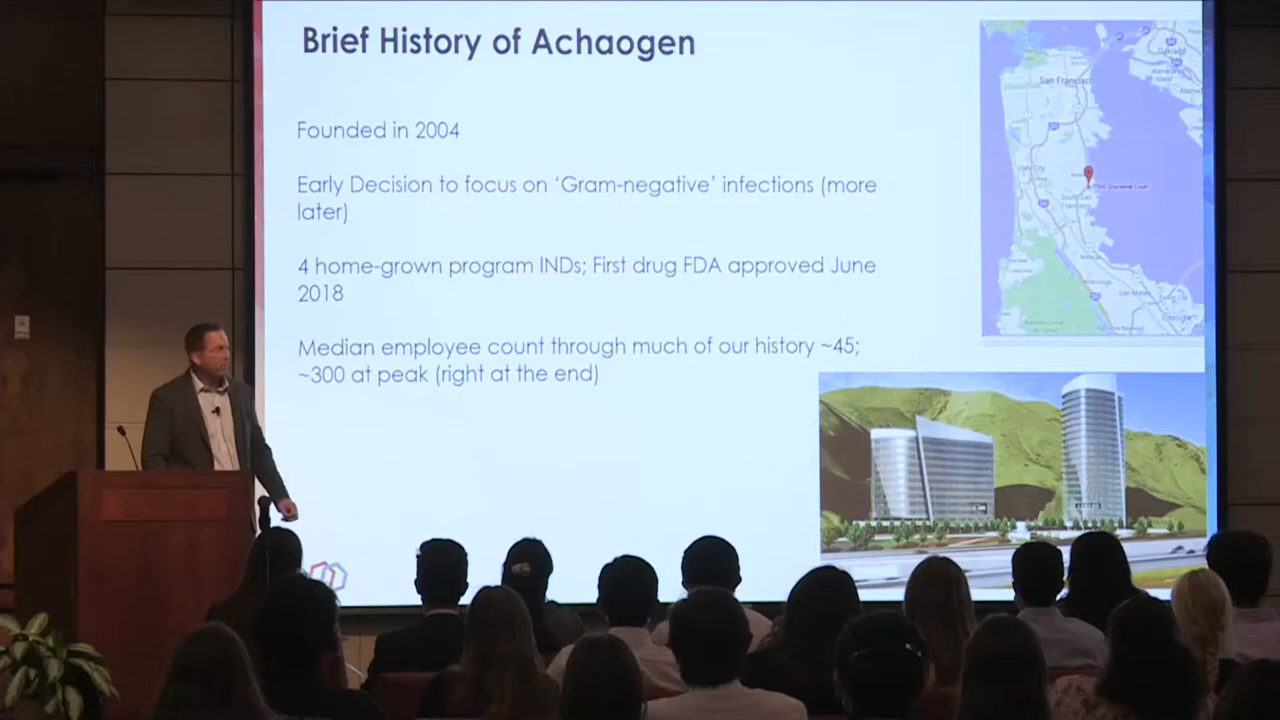 Brief History of Achaogen
Founded in 2004
Early Decision to focus on ‘Gram-negative’ infections (more
later)
4 home-grown program INDs; First drug FDA approved June
2018
Median employee count through much of our history ~45;
~300 at peak (right at the end)
Oakland
San Francisco
Google